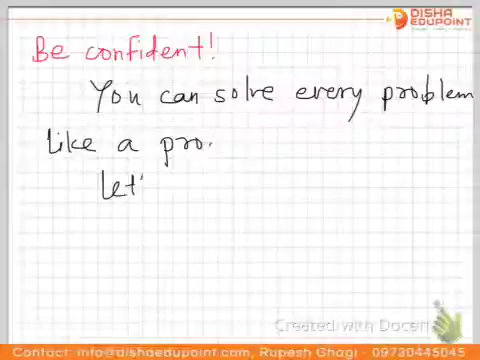 DISHA
EDUPOINT
Be confident!
You can solve every problem
like a pro.
Let'
Created with Doceri
Contact: info@dishaedupoint.com, Rupesh Ghagi - 09730445045